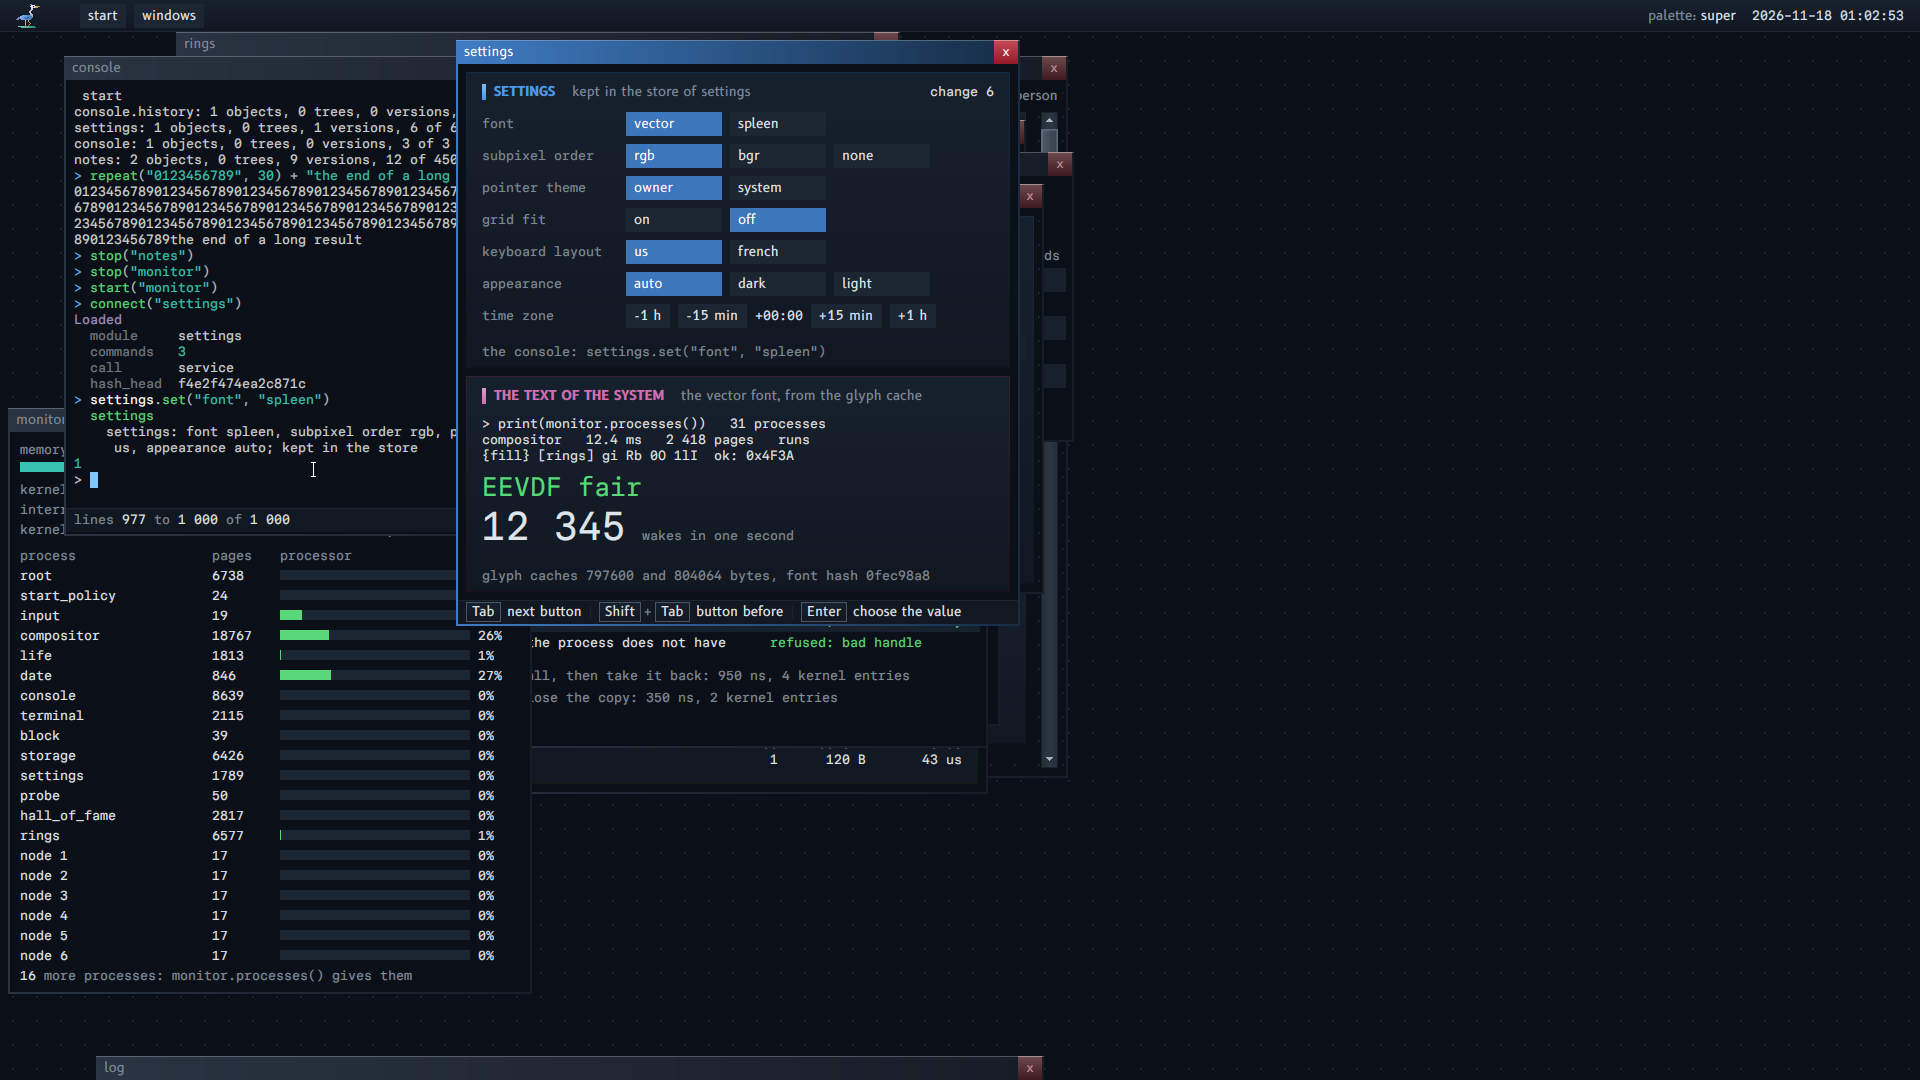 start windows palette: super 2026-11-18 01:02:53
rings
console
start
console.history: 1 objects, 0 trees, 0 versions,
settings: 1 objects, 0 trees, 1 versions, 6 of 6
console: 1 objects, 0 trees, 0 versions, 3 of 3
notes: 2 objects, 0 trees, 9 versions, 12 of 450
> repeat("0123456789", 30) + "the end of a long
012345678901234567890123456789012345678901234567
678901234567890123456789012345678901234567890123
234567890123456789012345678901234567890123456789
890123456789the end of a long result
> stop("notes")
> stop("monitor")
> start("monitor")
> connect("settings")
Loaded
module settings
commands 3
call service
hash_head f4e2f474ea2c871c
> settings.set("font", "spleen")
settings
settings: font spleen, subpixel order rgb, p
us, appearance auto; kept in the store
1
>
lines 977 to 1 000 of 1 000
settings x
SETTINGS kept in the store of settings change 6
font vector spleen
subpixel order rgb bgr none
pointer theme owner system
grid fit on off
keyboard layout us french
appearance auto dark light
time zone -1 h -15 min +00:00 +15 min +1 h
the console: settings.set("font", "spleen")
THE TEXT OF THE SYSTEM the vector font, from the glyph cache
> print(monitor.processes()) 31 processes
compositor 12.4 ms 2 418 pages runs
{fill} [rings] gi Rb 0O 1lI ok: 0x4F3A
EEVDF fair
12 345 wakes in one second
glyph caches 797600 and 804064 bytes, font hash 0fec98a8
Tab next button Shift + Tab button before Enter choose the value
x
erson
x
x
ds
monitor
memory
kernel
inter
kernel
process pages processor
root 6738
start_policy 24
input 19
compositor 18767 26%
life 1813 1%
date 846 27%
console 8639 0%
terminal 2115 0%
block 39 0%
storage 6426 0%
settings 1789 0%
probe 50 0%
hall_of_fame 2817 0%
rings 6577 1%
node 1 17 0%
node 2 17 0%
node 3 17 0%
node 4 17 0%
node 5 17 0%
node 6 17 0%
16 more processes: monitor.processes() gives them
the process does not have refused: bad handle
all, then take it back: 950 ns, 4 kernel entries
ose the copy: 350 ns, 2 kernel entries
1 120 B 43 us
log x